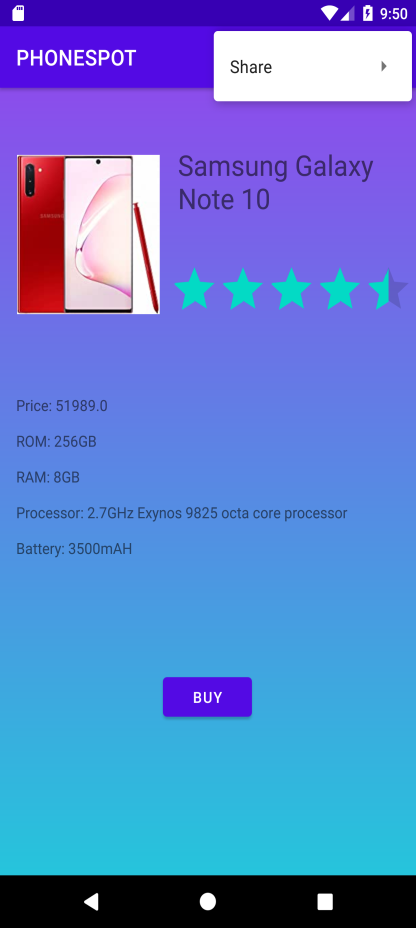 9:50
PHONESPOT
Share
SAMSUNG
Samsung Galaxy
Note 10
Price: 51989.0
ROM: 256GB
RAM: 8GB
Processor: 2.7GHz Exynos 9825 octa core processor
Battery: 3500mAH
BUY